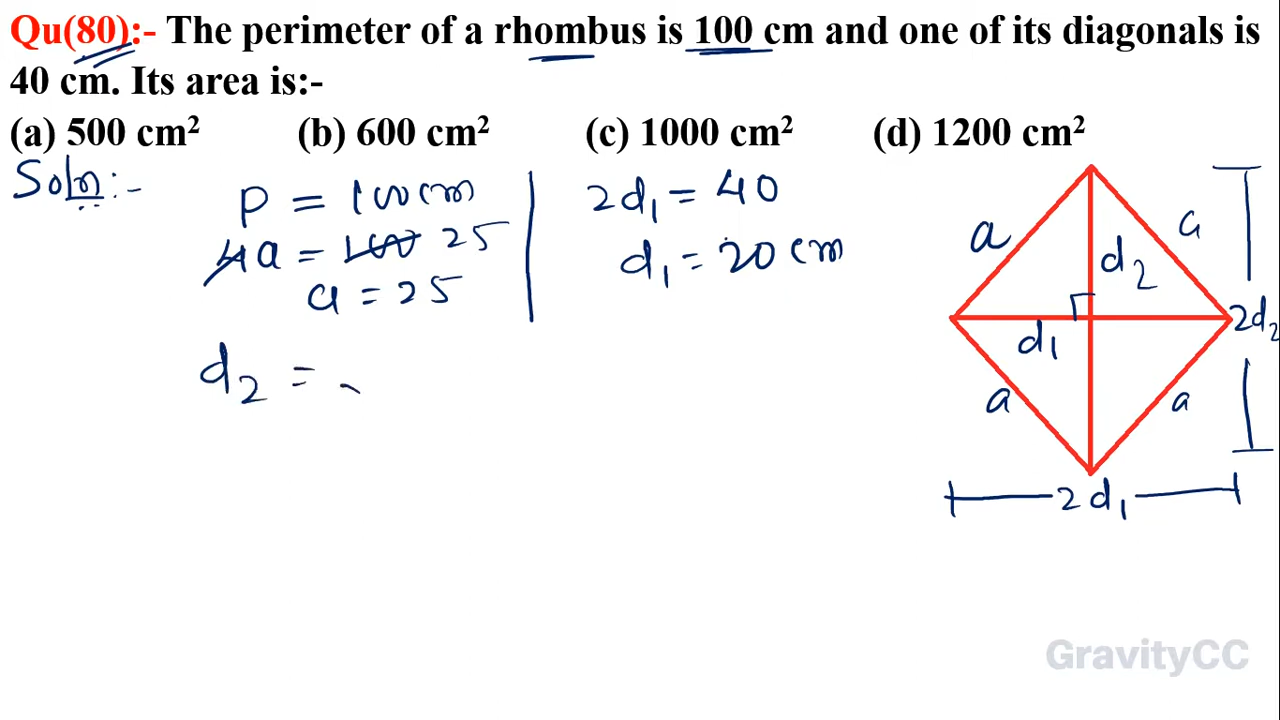 Qu(80):- The perimeter of a rhombus is 100 cm and one of its diagonals is
40 cm. Its area is:-
(a) 500 cm² (b) 600 cm² (c) 1000 cm² (d) 1200 cm²
Soln:-
P = 100 cm
4a = 100 25
a = 25
2d₁ = 40
d₁ = 20 cm
d₂ =
a
a
d₂
d₁
2d₂
a
a
2d₁
GravityCC